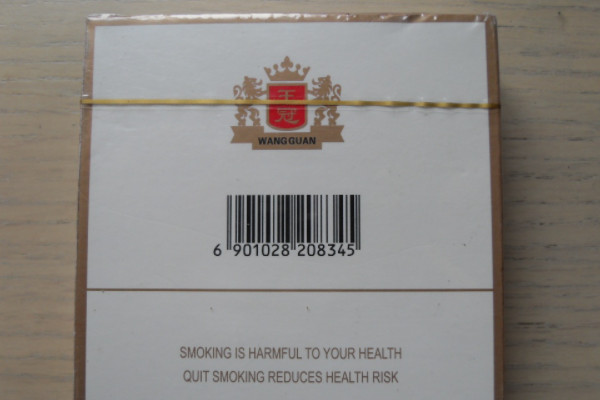 王
冠
WANGGUAN
6 901028 208345
SMOKING IS HARMFUL TO YOUR HEALTH
QUIT SMOKING REDUCES HEALTH RISK